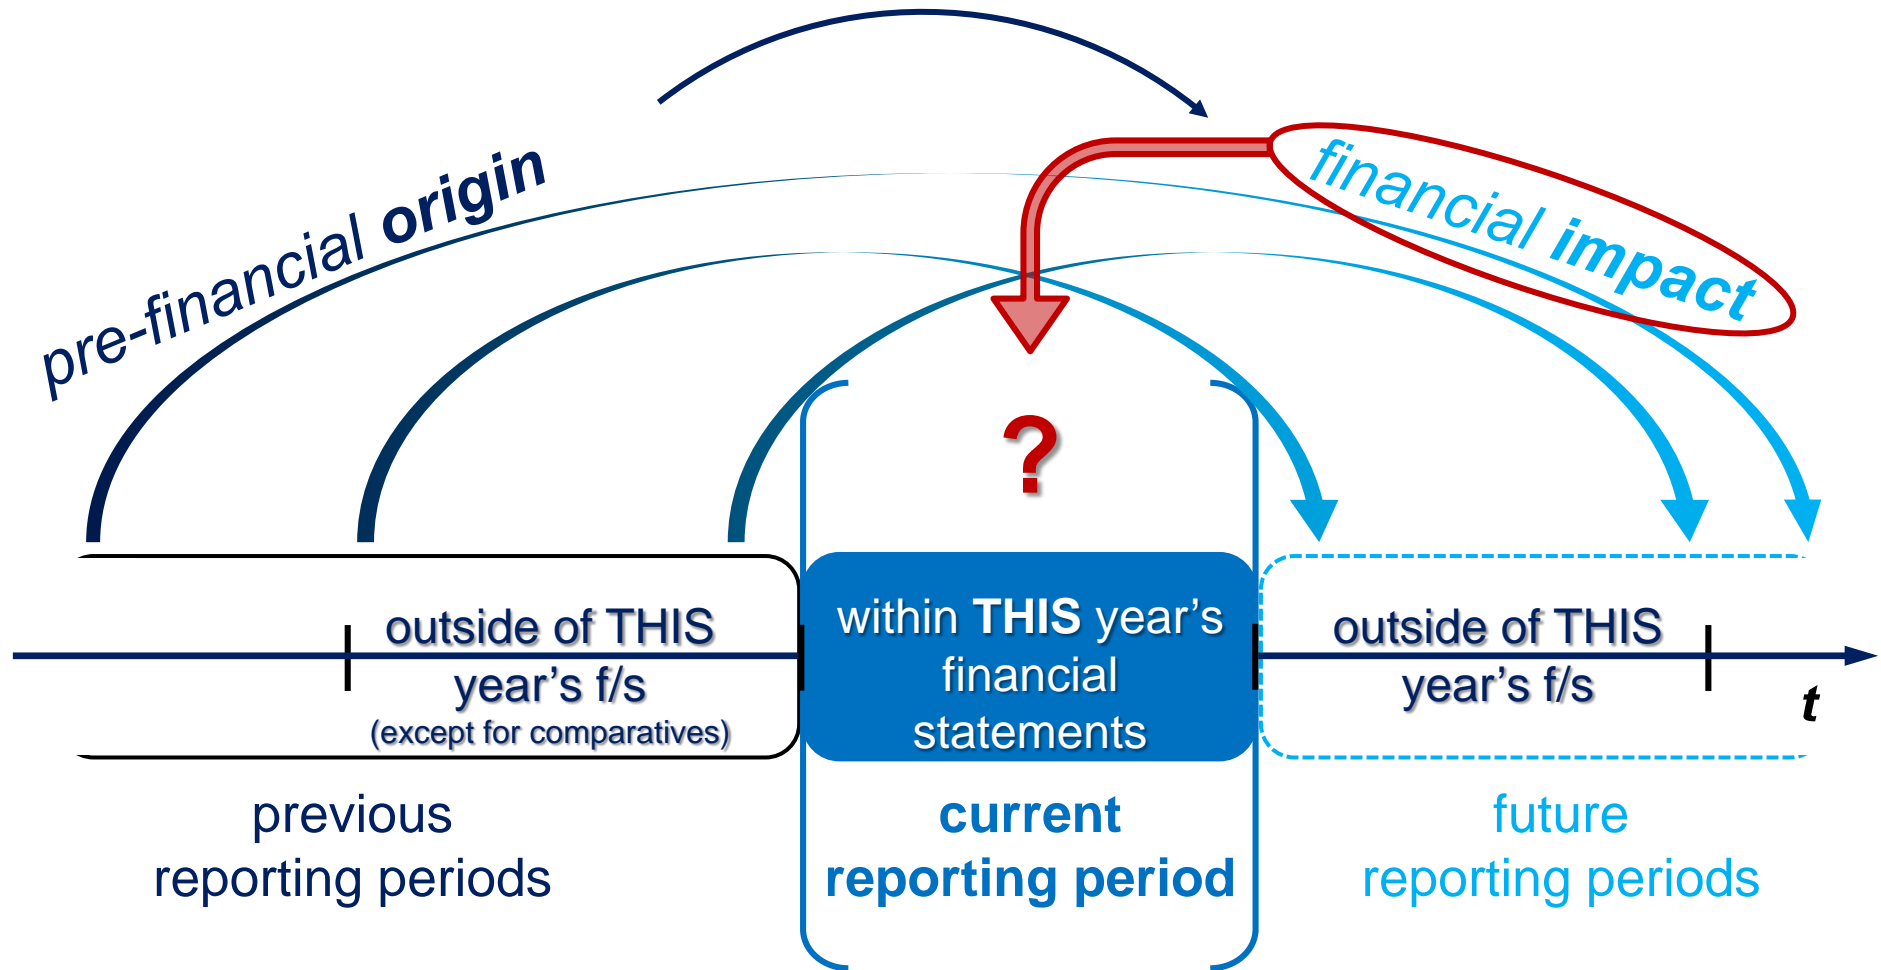 pre-financial origin
financial impact
?
outside of THIS
year’s f/s
(except for comparatives)
within THIS year’s
financial
statements
outside of THIS
year’s f/s
t
previous
reporting periods
current
reporting period
future
reporting periods